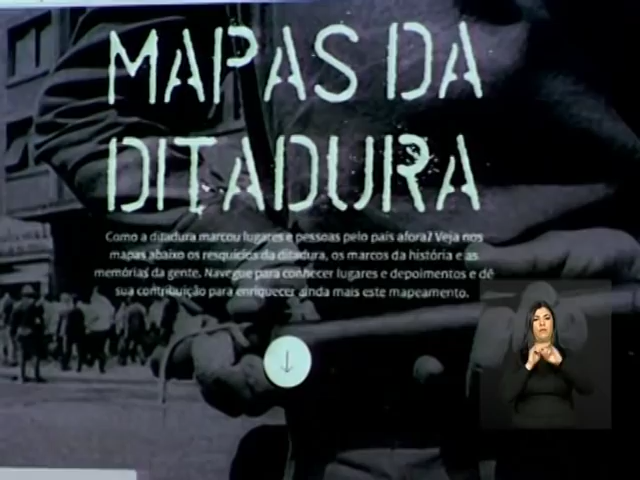 MAPAS DA
DITADURA
Como a ditadura marcou lugares e pessoas pelo país afora? Veja nos
mapas abaixo os resquícios da ditadura, os marcos da história e as
memórias da gente. Navegue para conhecer lugares e depoimentos e dê
sua contribuição para enriquecer ainda mais este mapeamento.